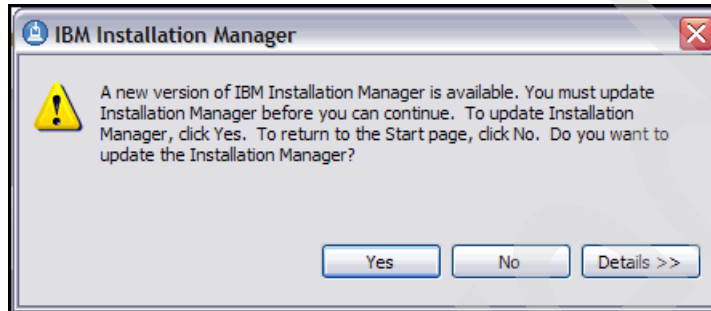 IBM Installation Manager
A new version of IBM Installation Manager is available. You must update
Installation Manager before you can continue. To update Installation
Manager, click Yes. To return to the Start page, click No. Do you want to
update the Installation Manager?
Yes No Details >>